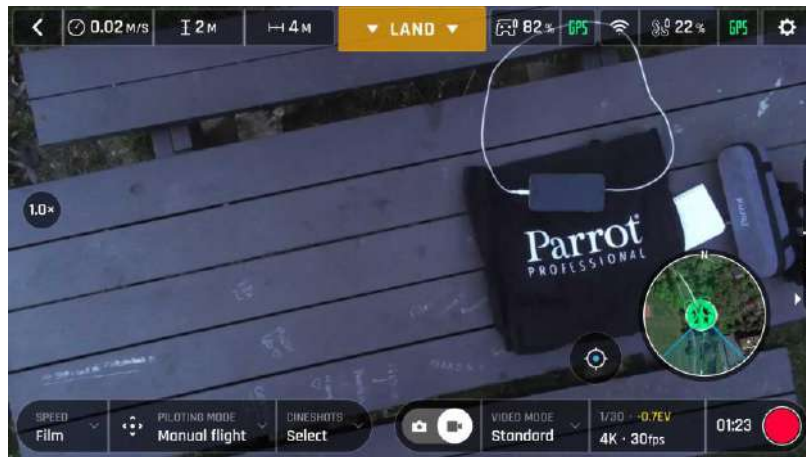 0.02 M/S
2 M
4 M
LAND
82 %
GPS
22 %
GPS
1.0×
Parrot
PROFESSIONAL
Parrot
N
SPEED
Film
PILOTING MODE
Manual flight
CINESHOTS
Select
VIDEO MODE
Standard
1/30 · -0.7EV
4K · 30fps
01:23